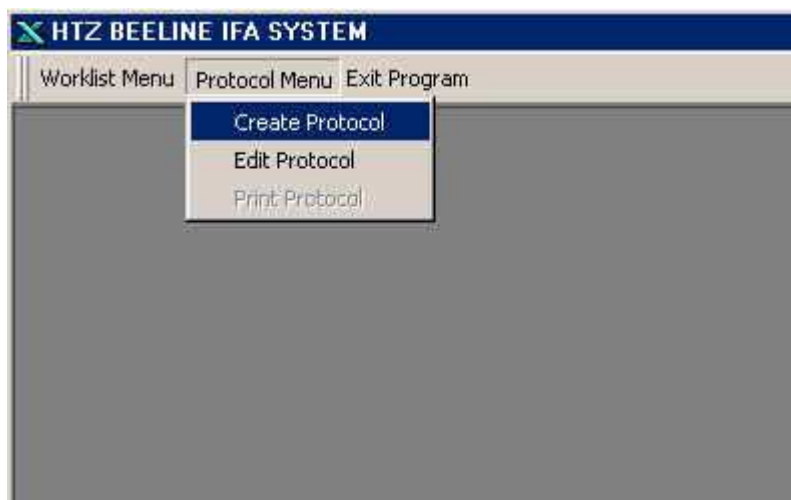 HTZ BEELINE IFA SYSTEM
Worklist Menu Protocol Menu Exit Program
Create Protocol
Edit Protocol
Print Protocol